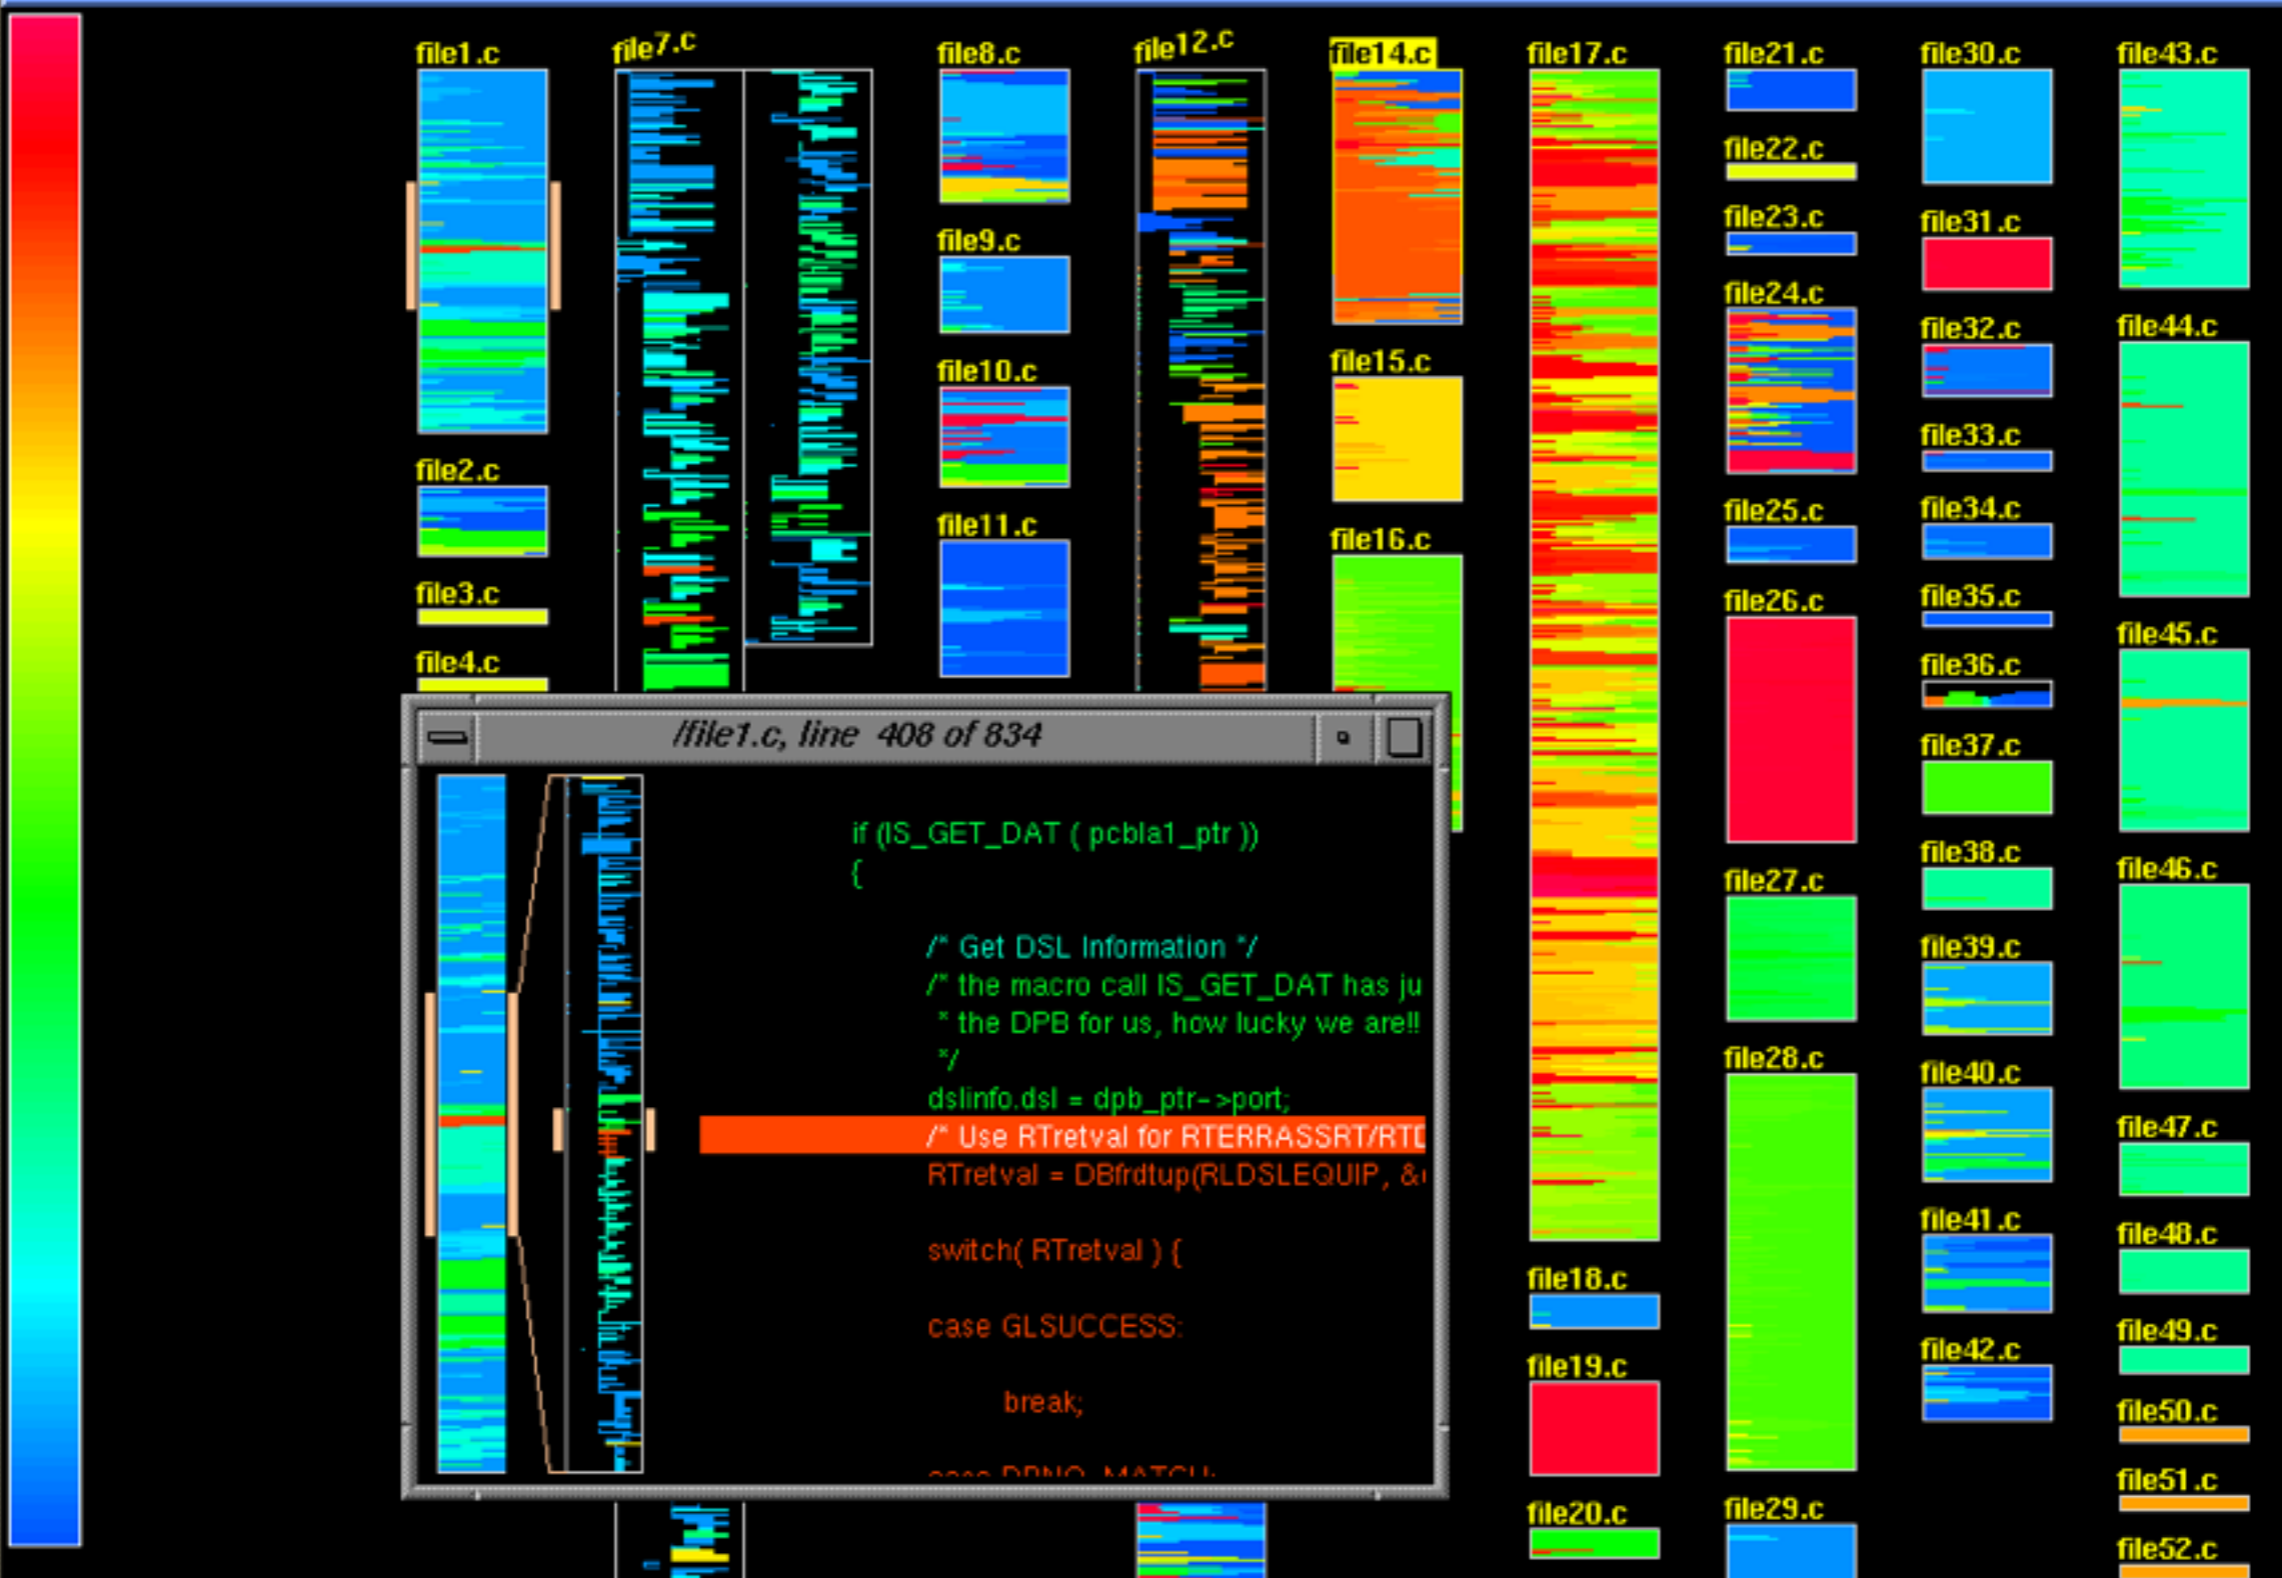 file1.c
file2.c
file3.c
file4.c
file7.c
file8.c
file9.c
file10.c
file11.c
file12.c
file14.c
file15.c
file16.c
file17.c
file18.c
file19.c
file20.c
file21.c
file22.c
file23.c
file24.c
file25.c
file26.c
file27.c
file28.c
file29.c
file30.c
file31.c
file32.c
file33.c
file34.c
file35.c
file36.c
file37.c
file38.c
file39.c
file40.c
file41.c
file42.c
file43.c
file44.c
file45.c
file46.c
file47.c
file48.c
file49.c
file50.c
file51.c
file52.c
/file1.c, line 408 of 834
if (IS_GET_DAT ( pcbla1_ptr ))
{
/* Get DSL Information */
/* the macro call IS_GET_DAT has ju
* the DPB for us, how lucky we are!!
*/
dslinfo.dsl = dpb_ptr->port;
/* Use RTretval for RTERRASSRT/RTD
RTretval = DBfrdtup(RLDSLEQUIP, &
switch( RTretval ) {
case GLSUCCESS:
break;